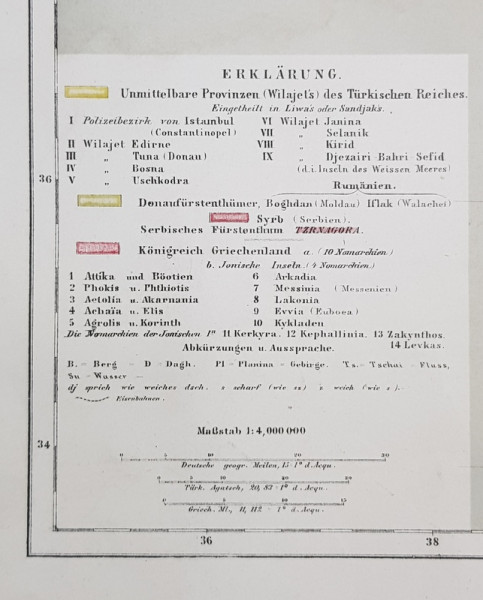 ERKLÄRUNG.
Unmittelbare Provinzen (Wilajet's) des Türkischen Reiches.
Eingetheilt in Liwa's oder Sandjaks.
I Polizeibezirk von Istanbul
(Constantinopel)
II Wilajet Edirne
III „ Tuna (Donau)
IV „ Bosna
V „ Uschkodra
VI Wilajet Janina
VII „ Selanik
VIII „ Kirid
IX „ Djezairi-Bahri-Sefid
(d.i. Inseln des Weissen Meeres)
Rumänien.
Donaufürstenthümer, Boghdan (Moldau) Iflak (Walachei)
Syrb (Serbien).
Serbisches Fürstenthum TZRNAGORA.
Königreich Griechenland a. (10 Nomarchien)
b. Jonische Inseln (4 Nomarchien)
1 Attika und Böotien
2 Phokis u. Phthiotis
3 Aetolia u. Akarnania
4 Achaïa u. Elis
5 Agrolis u. Korinth
6 Arkadia
7 Messinia (Messenien)
8 Lakonia
9 Evvia (Euboea)
10 Kykladen
Die Nomarchien der Jonischen In 11 Kerkyra. 12 Kephallinia. 13 Zakynthos.
14 Levkas.
Abkürzungen u. Aussprache.
B. = Berg — D = Dagh. Pl = Planina = Gebirge. Ts. = Tschai = Fluss,
Su = Wasser —
dj sprich wie weiches dsch. s = scharf (wie ss) z weich (wie s).
Eisenbahnen.
Maßstab 1:4,000000
0 5 10 20
Deutsche geogr. Meilen, 15 = 1° d. Aequ.
0 5 10 20
Türk. Agatsch, 20,82 = 1° d. Aequ.
0 5 10 15
Griech. Ml., 11,112 = 1° d. Aequ.
36
34
36
38